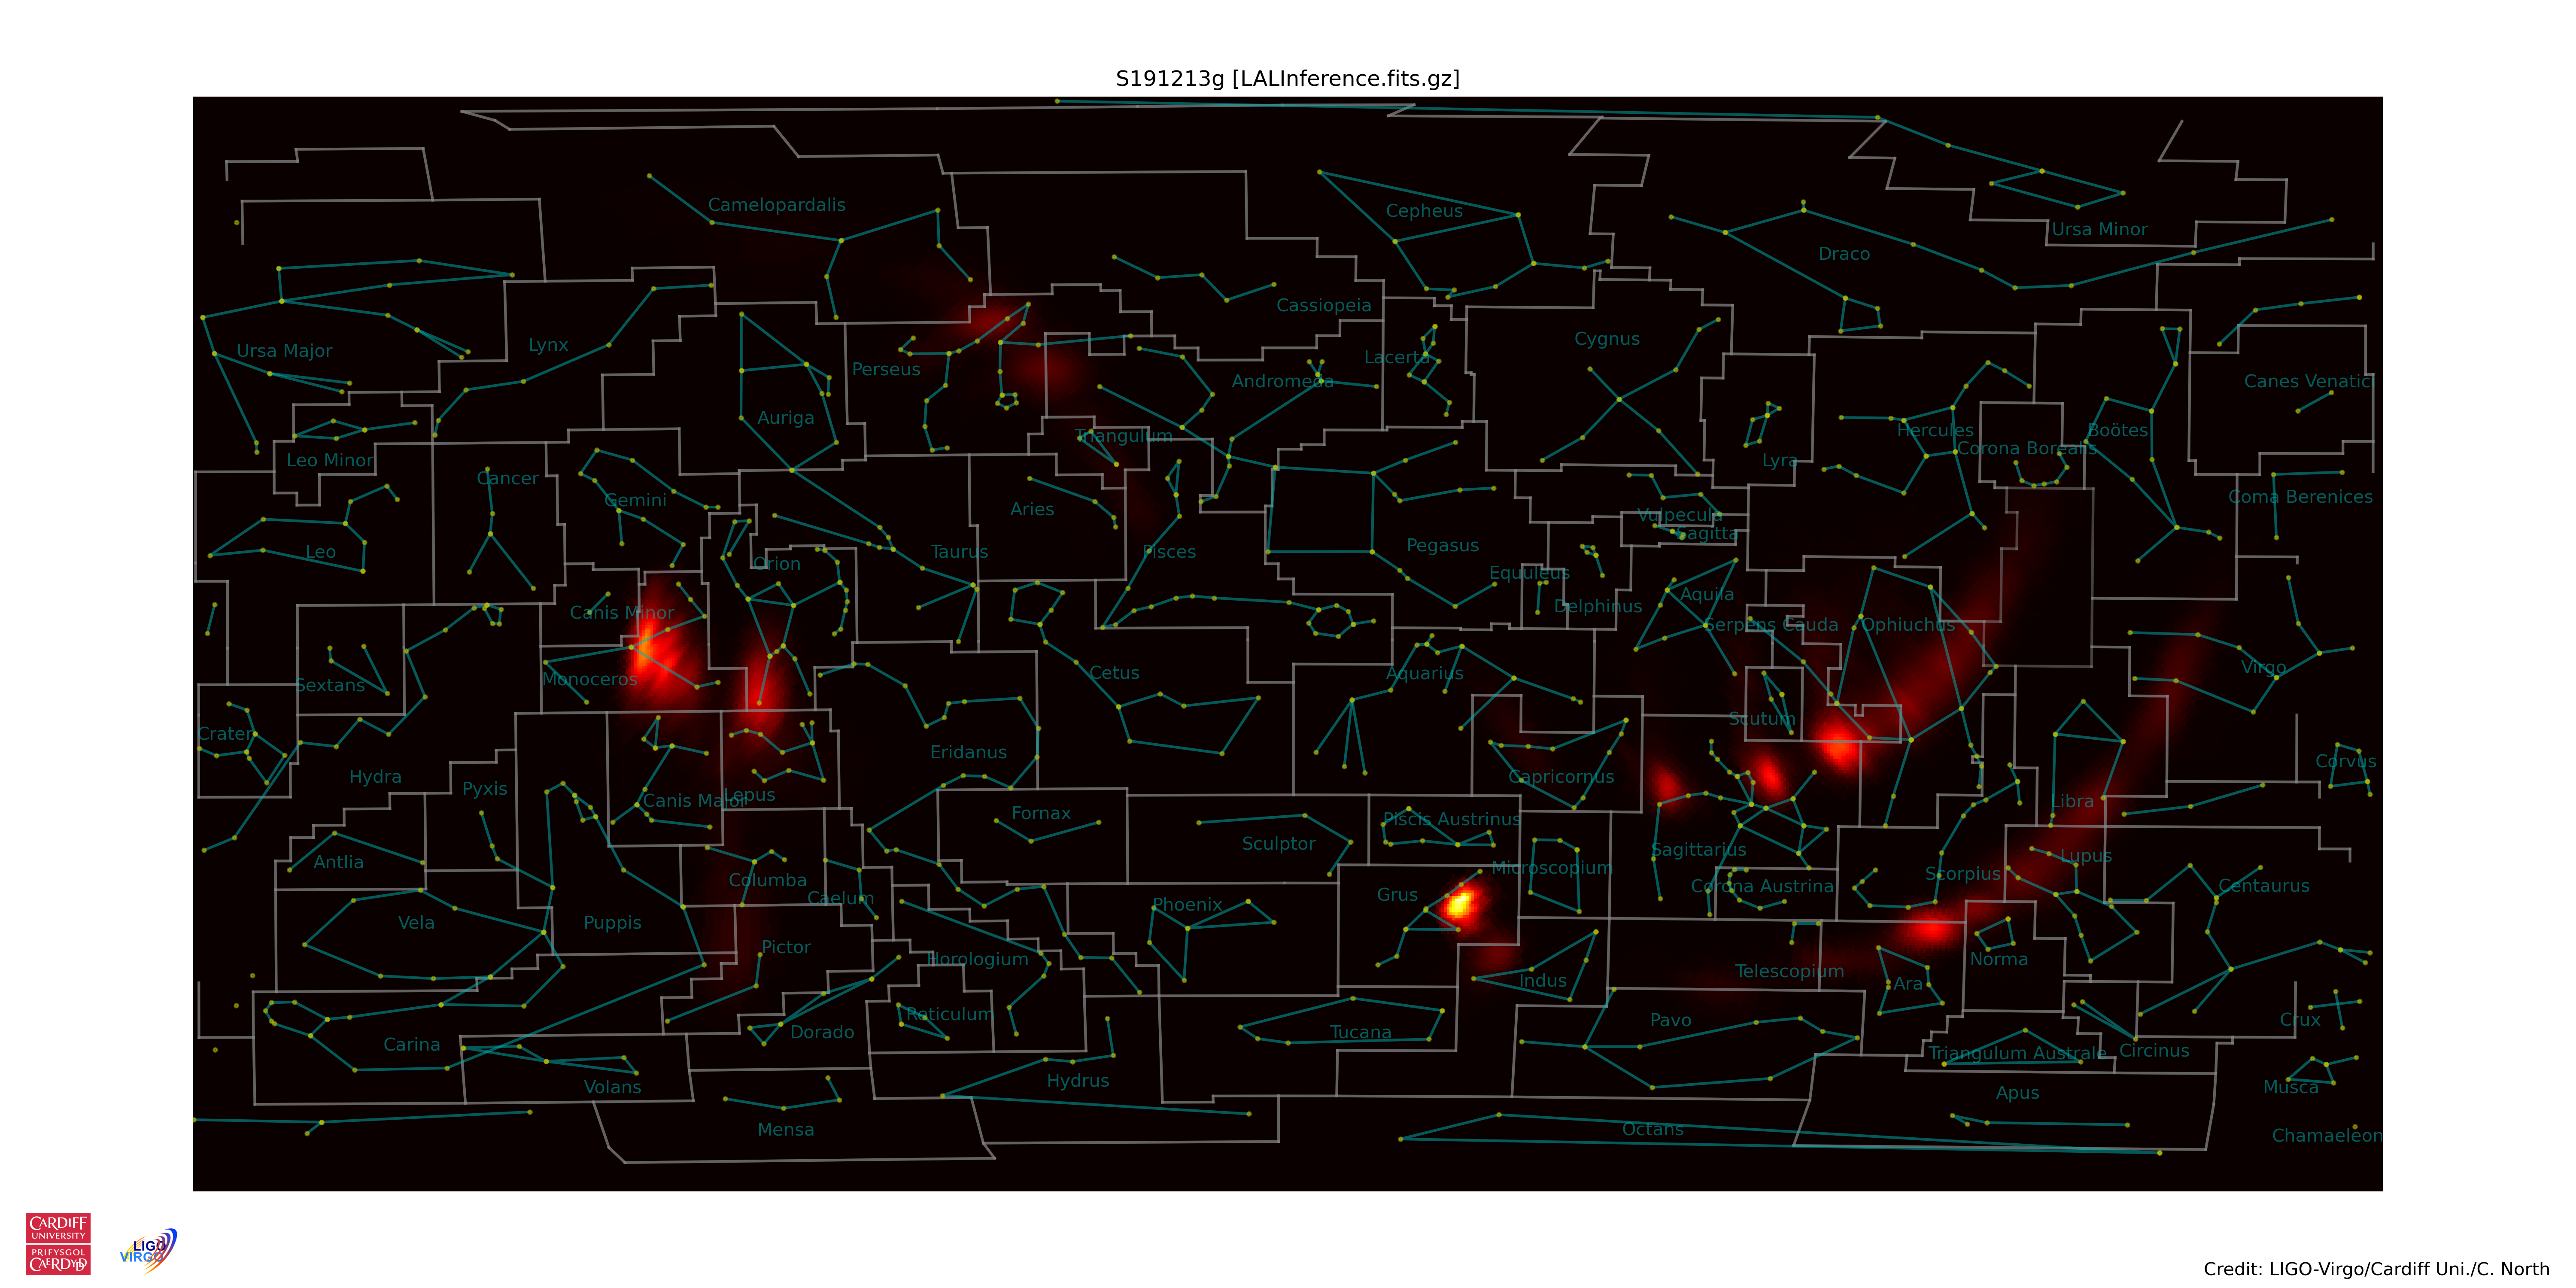 S191213g [LALInference.fits.gz]
Camelopardalis
Cepheus
Ursa Minor
Draco
Cassiopeia
Cygnus
Ursa Major
Lynx
Lacerta
Perseus
Andromeda
Canes Venatici
Auriga
Triangulum
Hercules
Boötes
Corona Borealis
Leo Minor
Lyra
Cancer
Gemini
Coma Berenices
Aries
Vulpecula
Sagitta
Leo
Taurus
Pisces
Pegasus
Orion
Equuleus
Aquila
Delphinus
Canis Minor
Serpens Cauda
Ophiuchus
Virgo
Cetus
Aquarius
Monoceros
Sextans
Scutum
Crater
Eridanus
Corvus
Hydra
Capricornus
Pyxis
Lepus
Canis Major
Libra
Fornax
Piscis Austrinus
Sculptor
Sagittarius
Lupus
Antlia
Microscopium
Scorpius
Columba
Corona Austrina
Centaurus
Grus
Caelum
Phoenix
Vela
Puppis
Pictor
Horologium
Norma
Telescopium
Indus
Ara
Reticulum
Pavo
Crux
Dorado
Tucana
Carina
Circinus
Triangulum Australe
Hydrus
Volans
Musca
Apus
Mensa
Octans
Chamaeleon
CARDIFF
UNIVERSITY
PRIFYSGOL
CAERDYDD
LIGO
VIRGO
Credit: LIGO-Virgo/Cardiff Uni./C. North